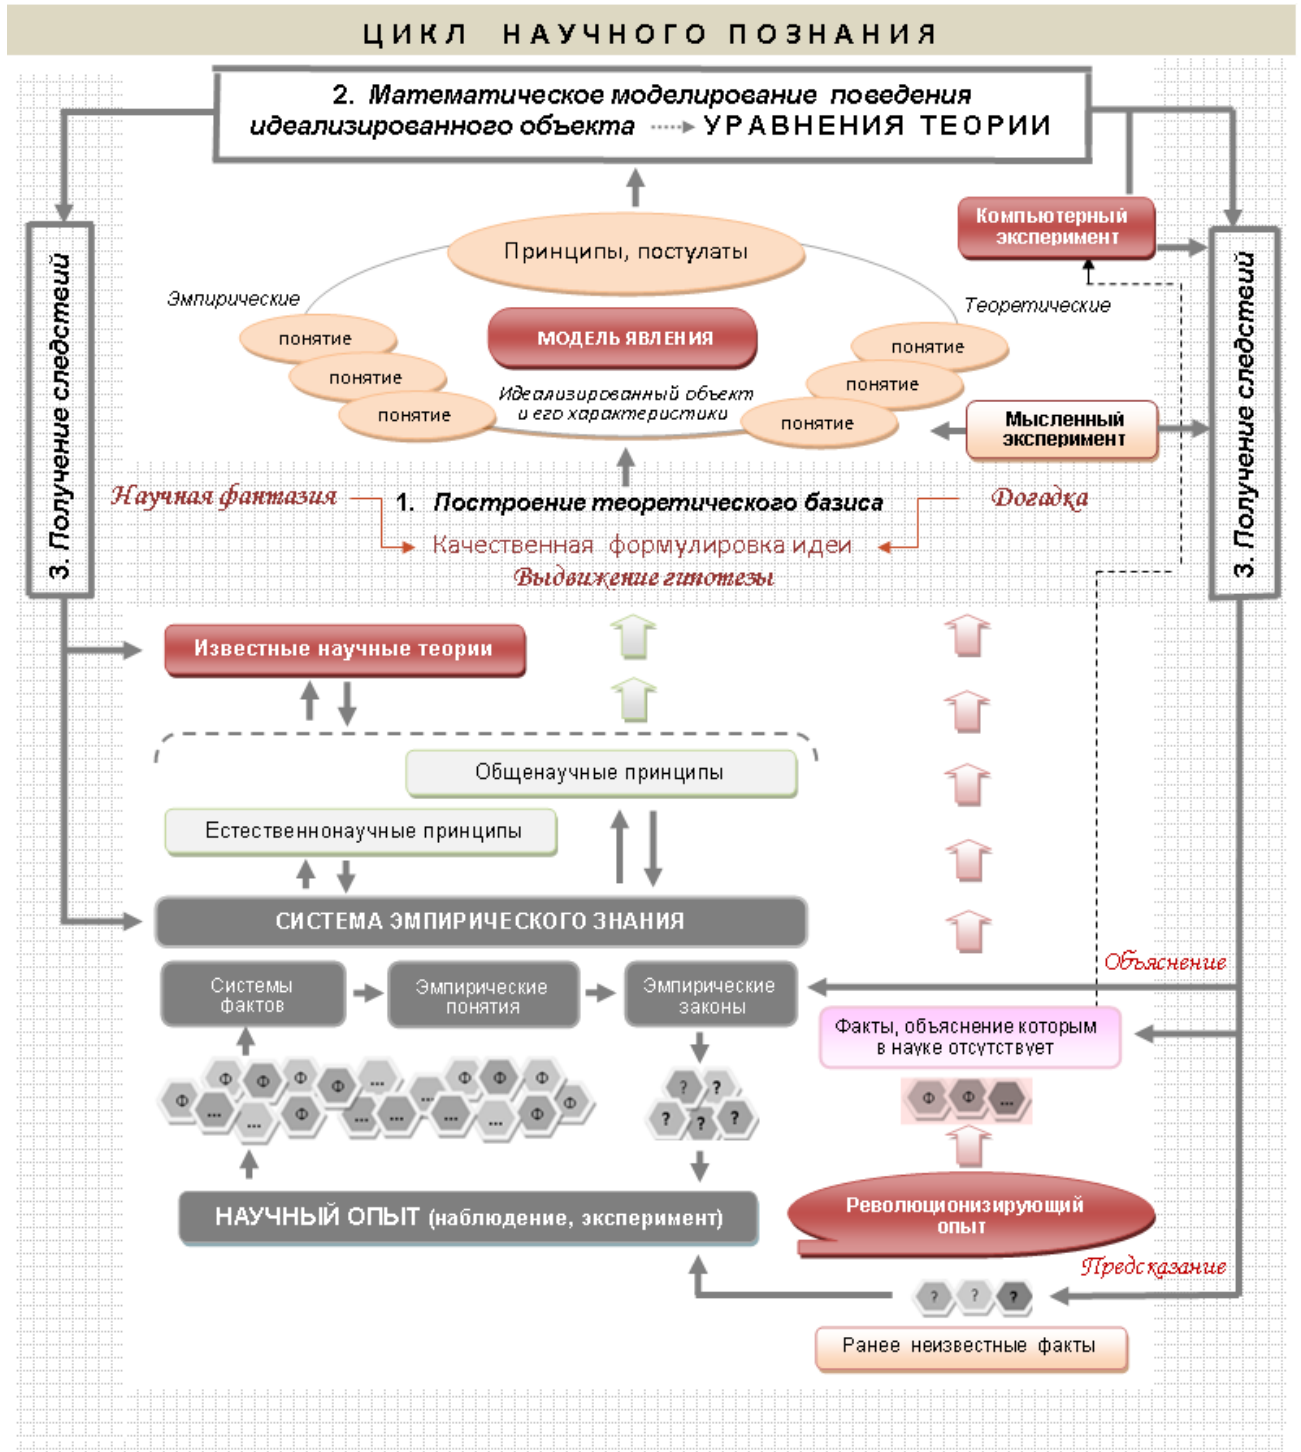 ЦИКЛ НАУЧНОГО ПОЗНАНИЯ
2. Математическое моделирование поведения
идеализированного объекта УРАВНЕНИЯ ТЕОРИИ
Компьютерный
эксперимент
Принципы, постулаты
Эмпирические
Теоретические
понятие
понятие
понятие
МОДЕЛЬ ЯВЛЕНИЯ
понятие
понятие
понятие
Идеализированный объект
и его характеристики
Мысленный
эксперимент
3. Получение следствий
3. Получение следствий
Научная фантазия
1. Построение теоретического базиса
Догадка
Качественная формулировка идеи
Выдвижение гипотезы
Известные научные теории
Общенаучные принципы
Естественнонаучные принципы
СИСТЕМА ЭМПИРИЧЕСКОГО ЗНАНИЯ
Объяснение
Системы
фактов
Эмпирические
понятия
Эмпирические
законы
Факты, объяснение которым
в науке отсутствует
Ф Ф Ф Ф ... Ф Ф Ф
Ф ... ... Ф ... ... ... ... ... Ф Ф
? ?
? ? ?
Ф Ф ...
НАУЧНЫЙ ОПЫТ (наблюдение, эксперимент)
Революционизирующий
опыт
Предсказание
? ? ?
Ранее неизвестные факты